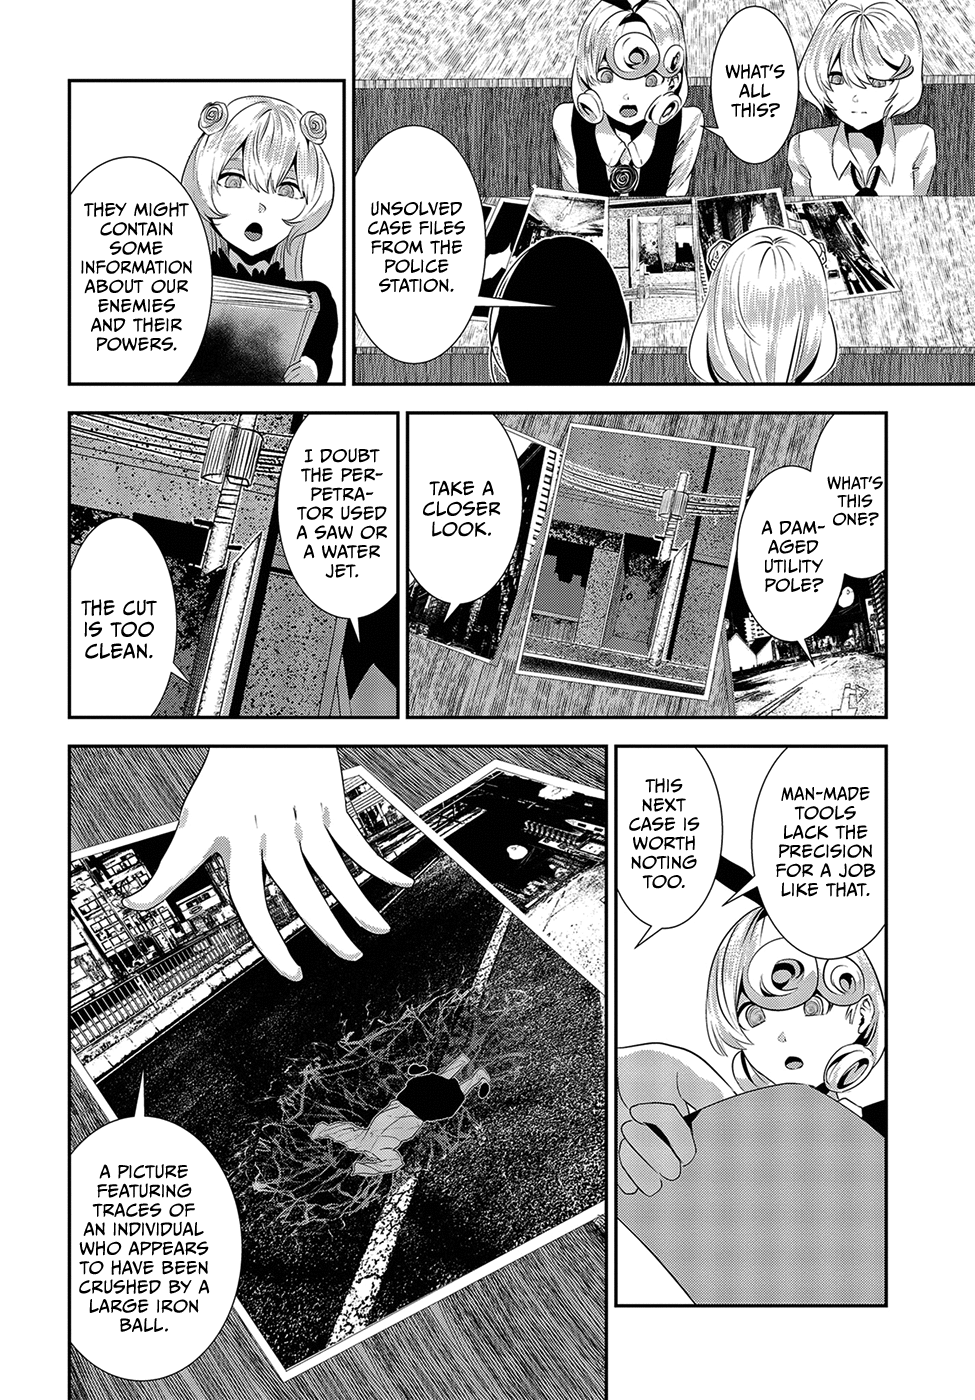 WHAT'S
ALL
THIS?
UNSOLVED
CASE FILES
FROM THE
POLICE
STATION.
THEY MIGHT
CONTAIN
SOME
INFORMATION
ABOUT OUR
ENEMIES
AND THEIR
POWERS.
WHAT'S
THIS
ONE?
A DAM-
AGED
UTILITY
POLE?
TAKE A
CLOSER
LOOK.
I DOUBT
THE PER-
PETRA-
TOR USED
A SAW OR
A WATER
JET.
THE CUT
IS TOO
CLEAN.
MAN-MADE
TOOLS
LACK THE
PRECISION
FOR A JOB
LIKE THAT.
THIS
NEXT
CASE IS
WORTH
NOTING
TOO.
A PICTURE
FEATURING
TRACES OF
AN INDIVIDUAL
WHO APPEARS
TO HAVE BEEN
CRUSHED BY A
LARGE IRON
BALL.